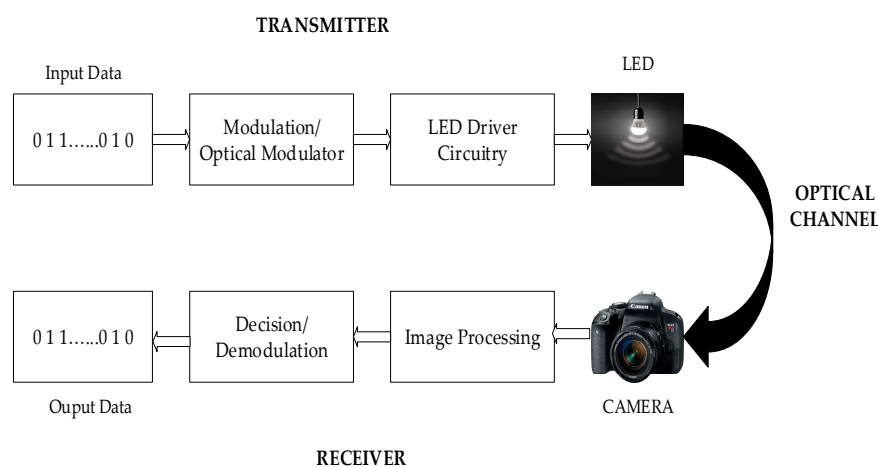 TRANSMITTER
Input Data
LED
0 1 1…...0 1 0
Modulation/
Optical Modulator
LED Driver
Circuitry
OPTICAL
CHANNEL
0 1 1…...0 1 0
Decision/
Demodulation
Image Processing
Canon
Ouput Data
CAMERA
RECEIVER